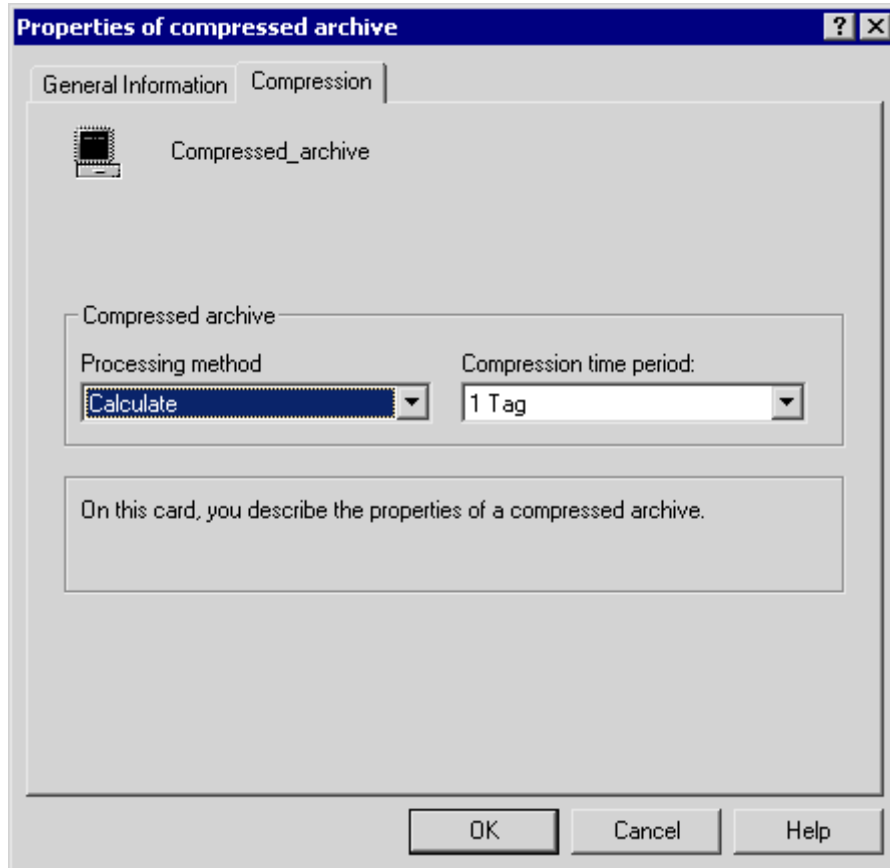 Properties of compressed archive
General Information
Compression
Compressed_archive
Compressed archive
Processing method
Compression time period:
Calculate
1 Tag
On this card, you describe the properties of a compressed archive.
OK
Cancel
Help